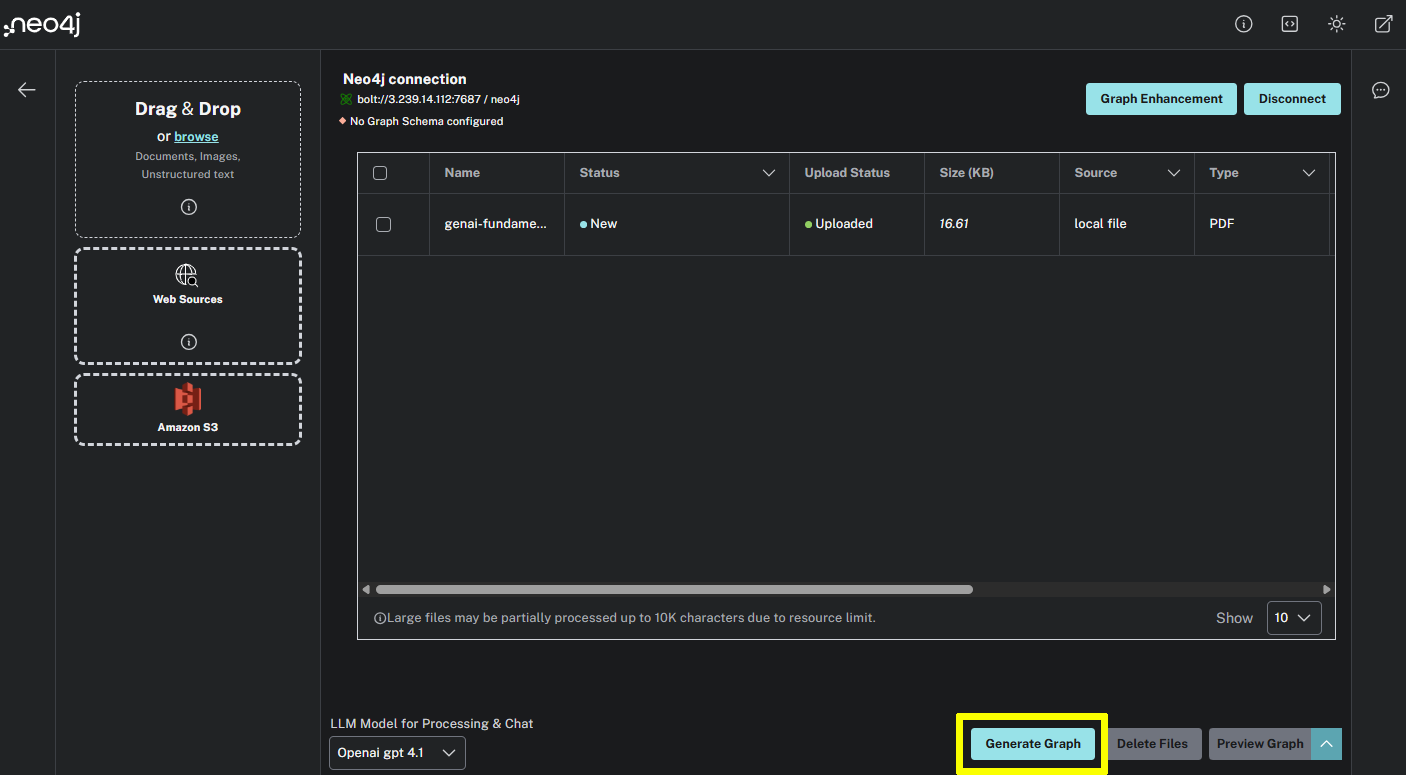 neo4j
Drag & Drop
or browse
Documents, Images,
Unstructured text
Web Sources
Amazon S3
Neo4j connection
bolt://3.239.14.112:7687 / neo4j
No Graph Schema configured
Graph Enhancement
Disconnect
Name Status Upload Status Size (KB) Source Type
genai-fundame... New Uploaded 16.61 local file PDF
Large files may be partially processed up to 10K characters due to resource limit.
Show 10
LLM Model for Processing & Chat
Openai gpt 4.1
Generate Graph Delete Files Preview Graph